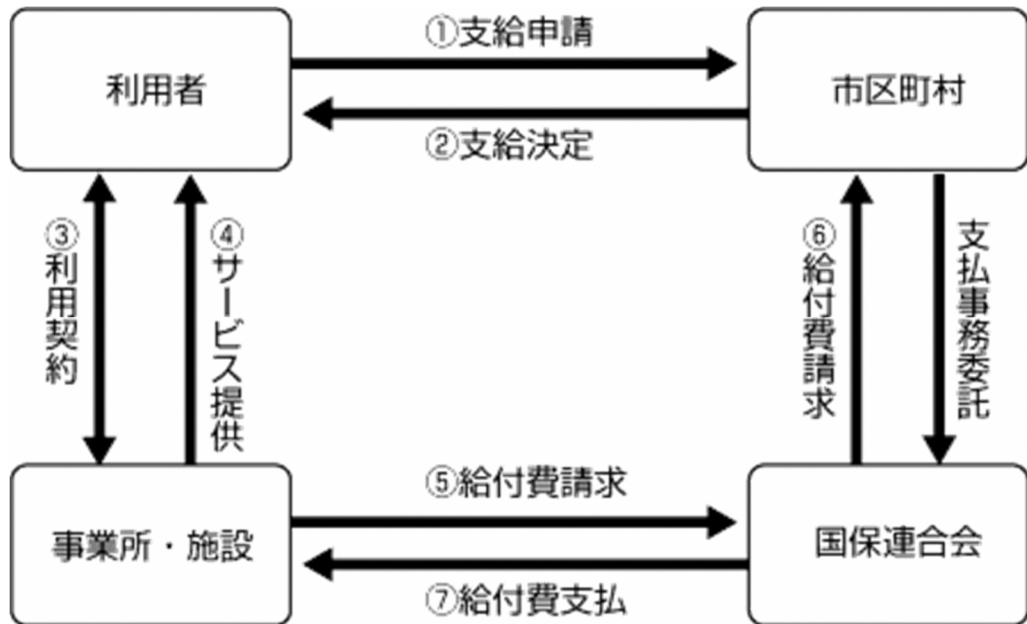 利用者
①支給申請
市区町村
②支給決定
③利用契約
④サービス提供
⑥給付費請求
支払事務委託
事業所・施設
⑤給付費請求
国保連合会
⑦給付費支払